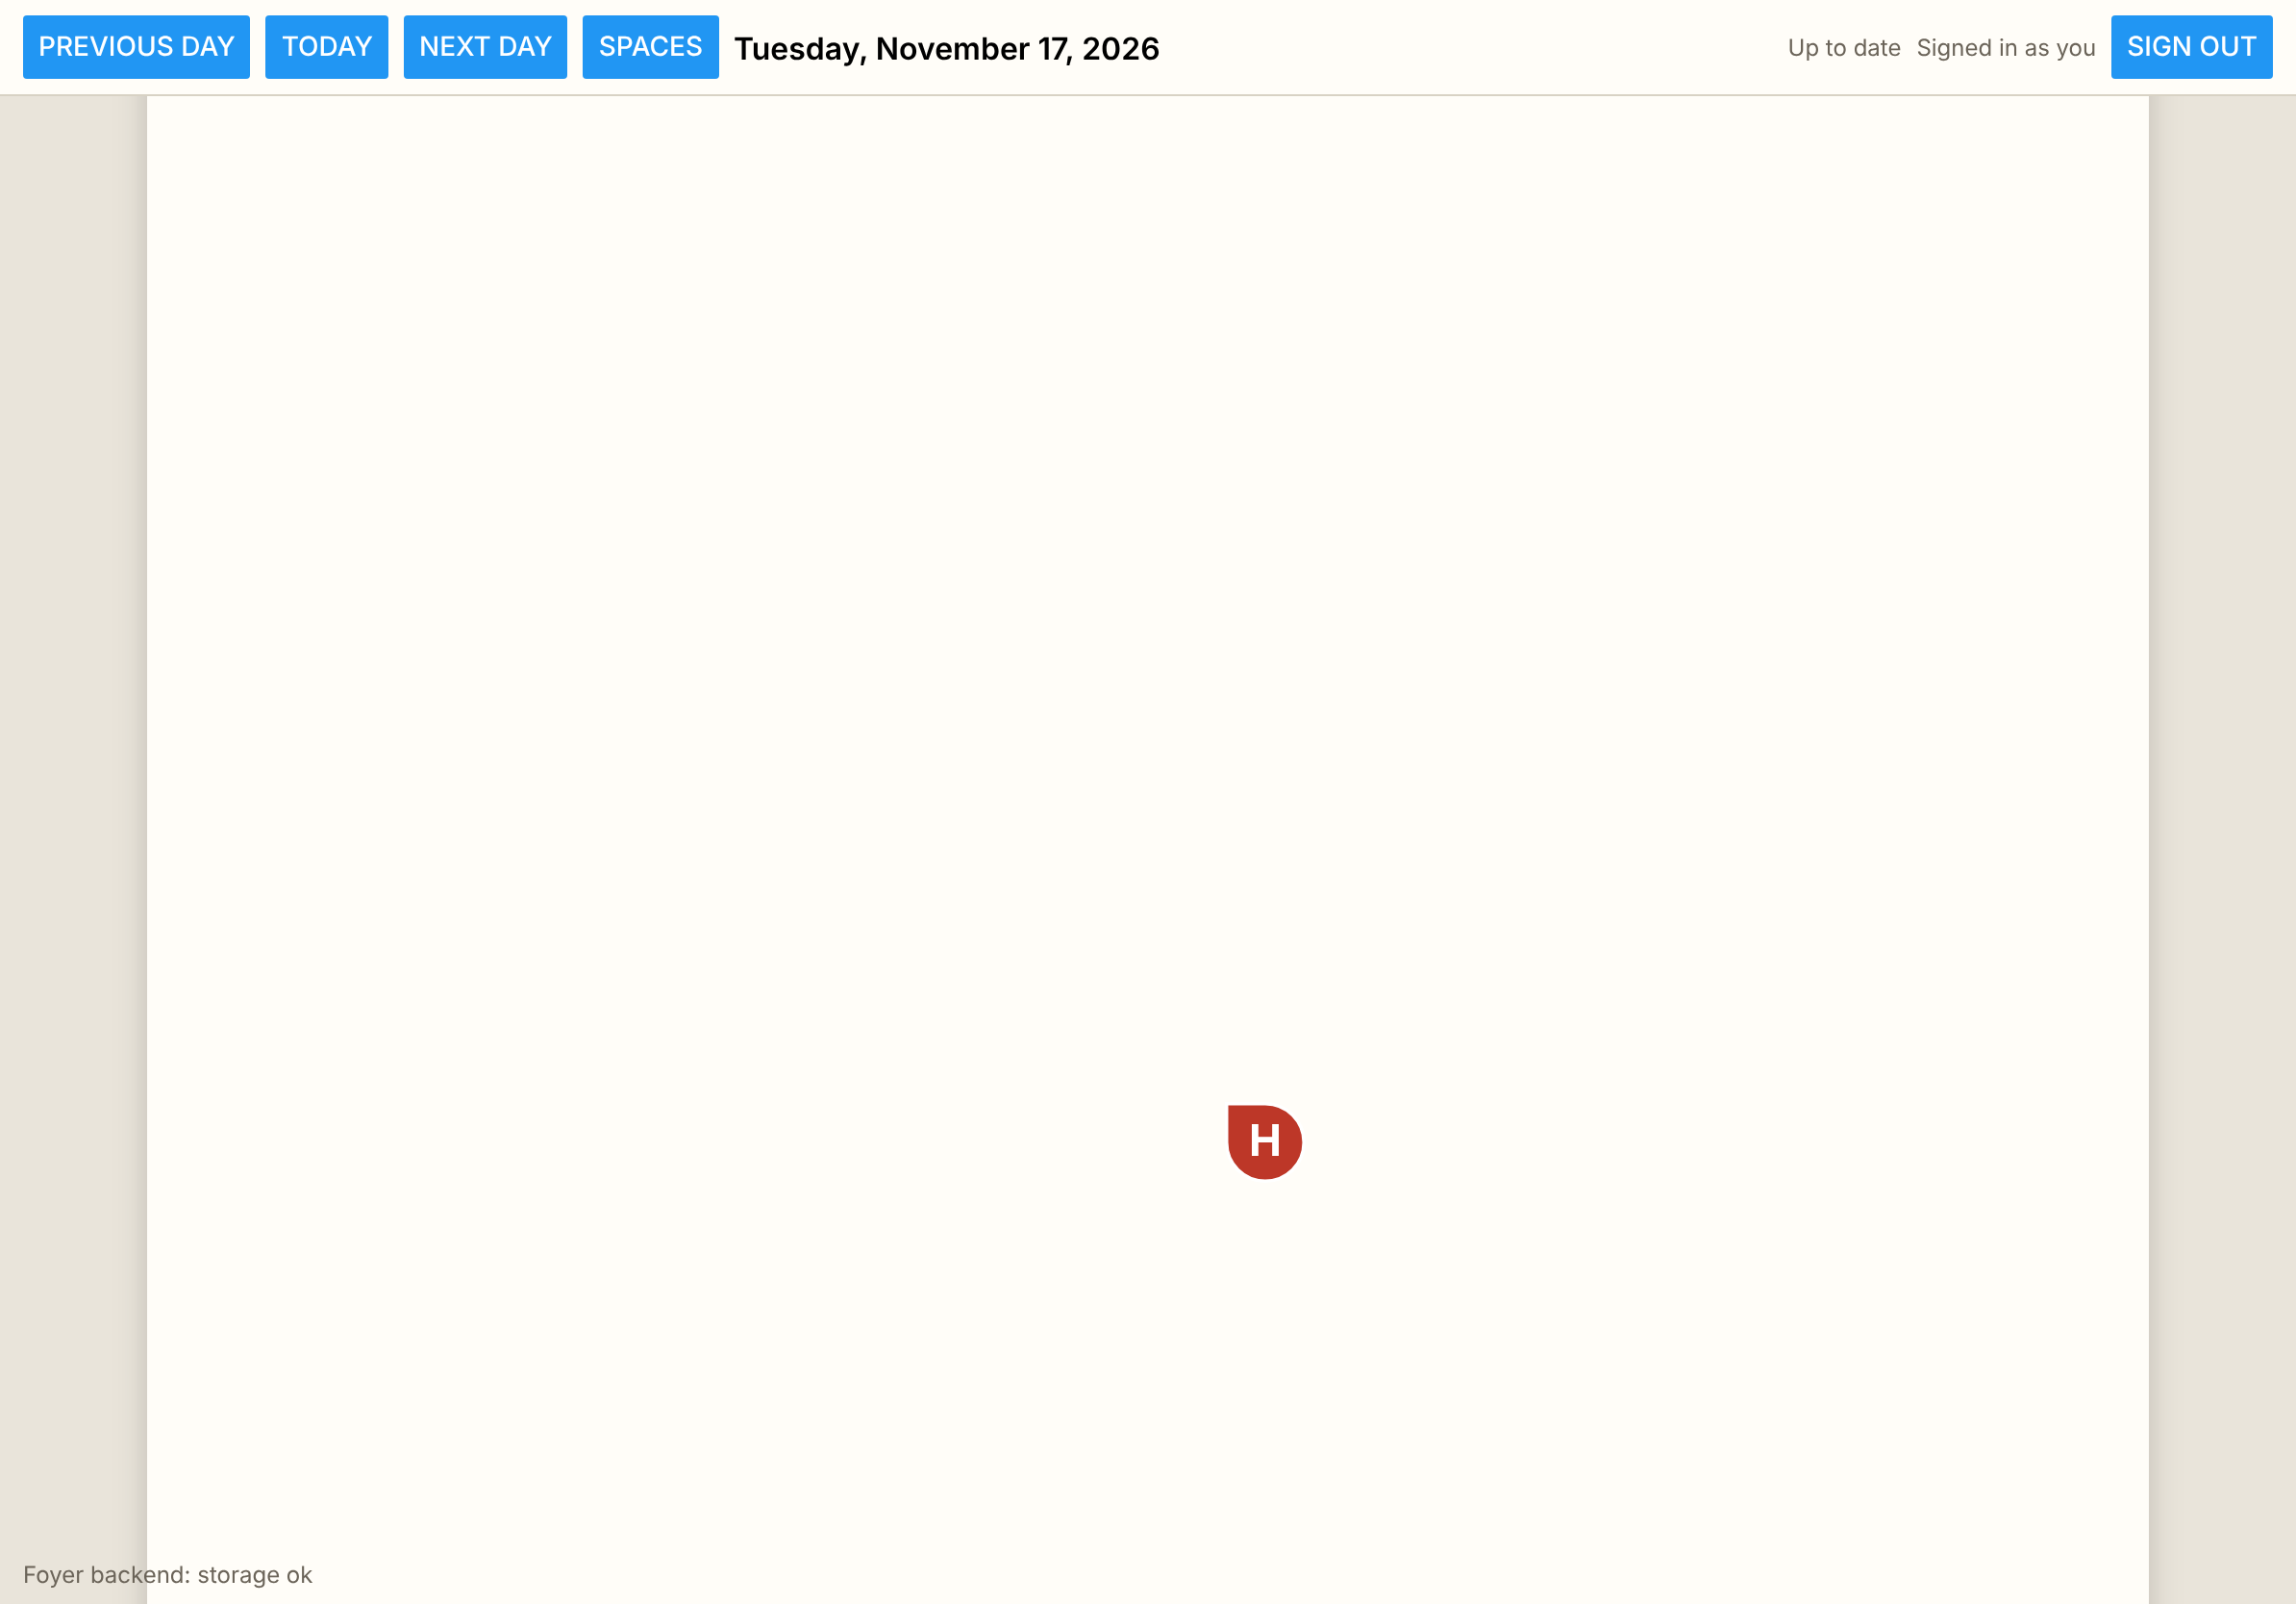 PREVIOUS DAY TODAY NEXT DAY SPACES Tuesday, November 17, 2026 Up to date Signed in as you SIGN OUT
H
Foyer backend: storage ok